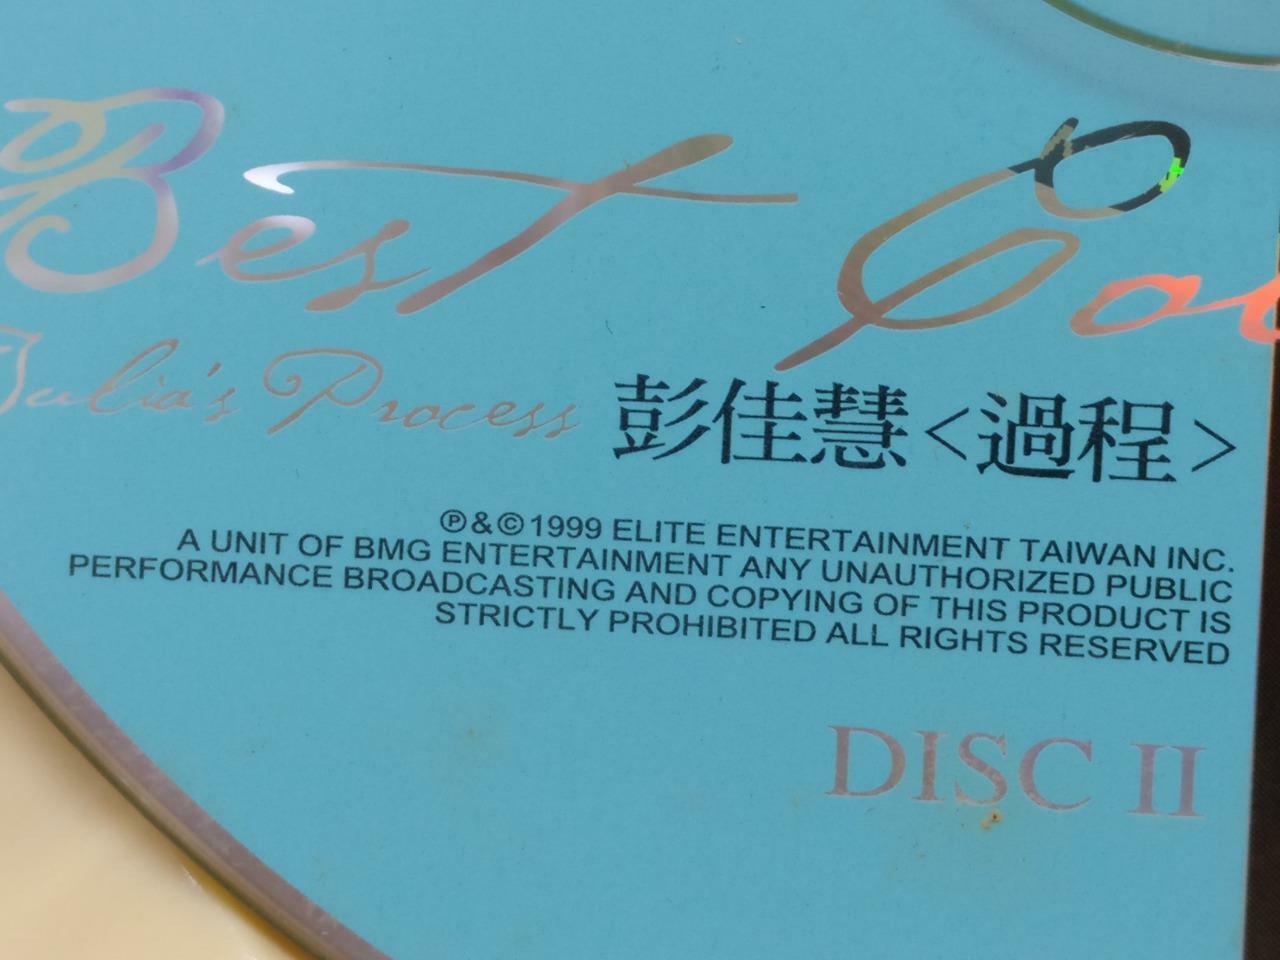 Best Col
Julia's Process 彭佳慧<過程>
Ⓟ&©1999 ELITE ENTERTAINMENT TAIWAN INC.
A UNIT OF BMG ENTERTAINMENT ANY UNAUTHORIZED PUBLIC
PERFORMANCE BROADCASTING AND COPYING OF THIS PRODUCT IS
STRICTLY PROHIBITED ALL RIGHTS RESERVED
DISC II